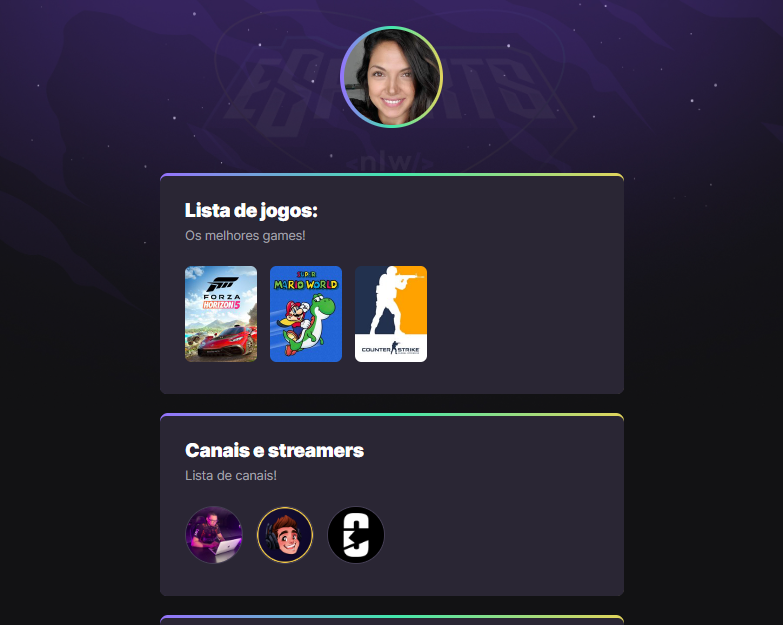 ESPORTS
<nlw/>
Lista de jogos:
Os melhores games!
FORZA
HORIZON 5
SUPER
MARIO WORLD
COUNTER STRIKE
Canais e streamers
Lista de canais!